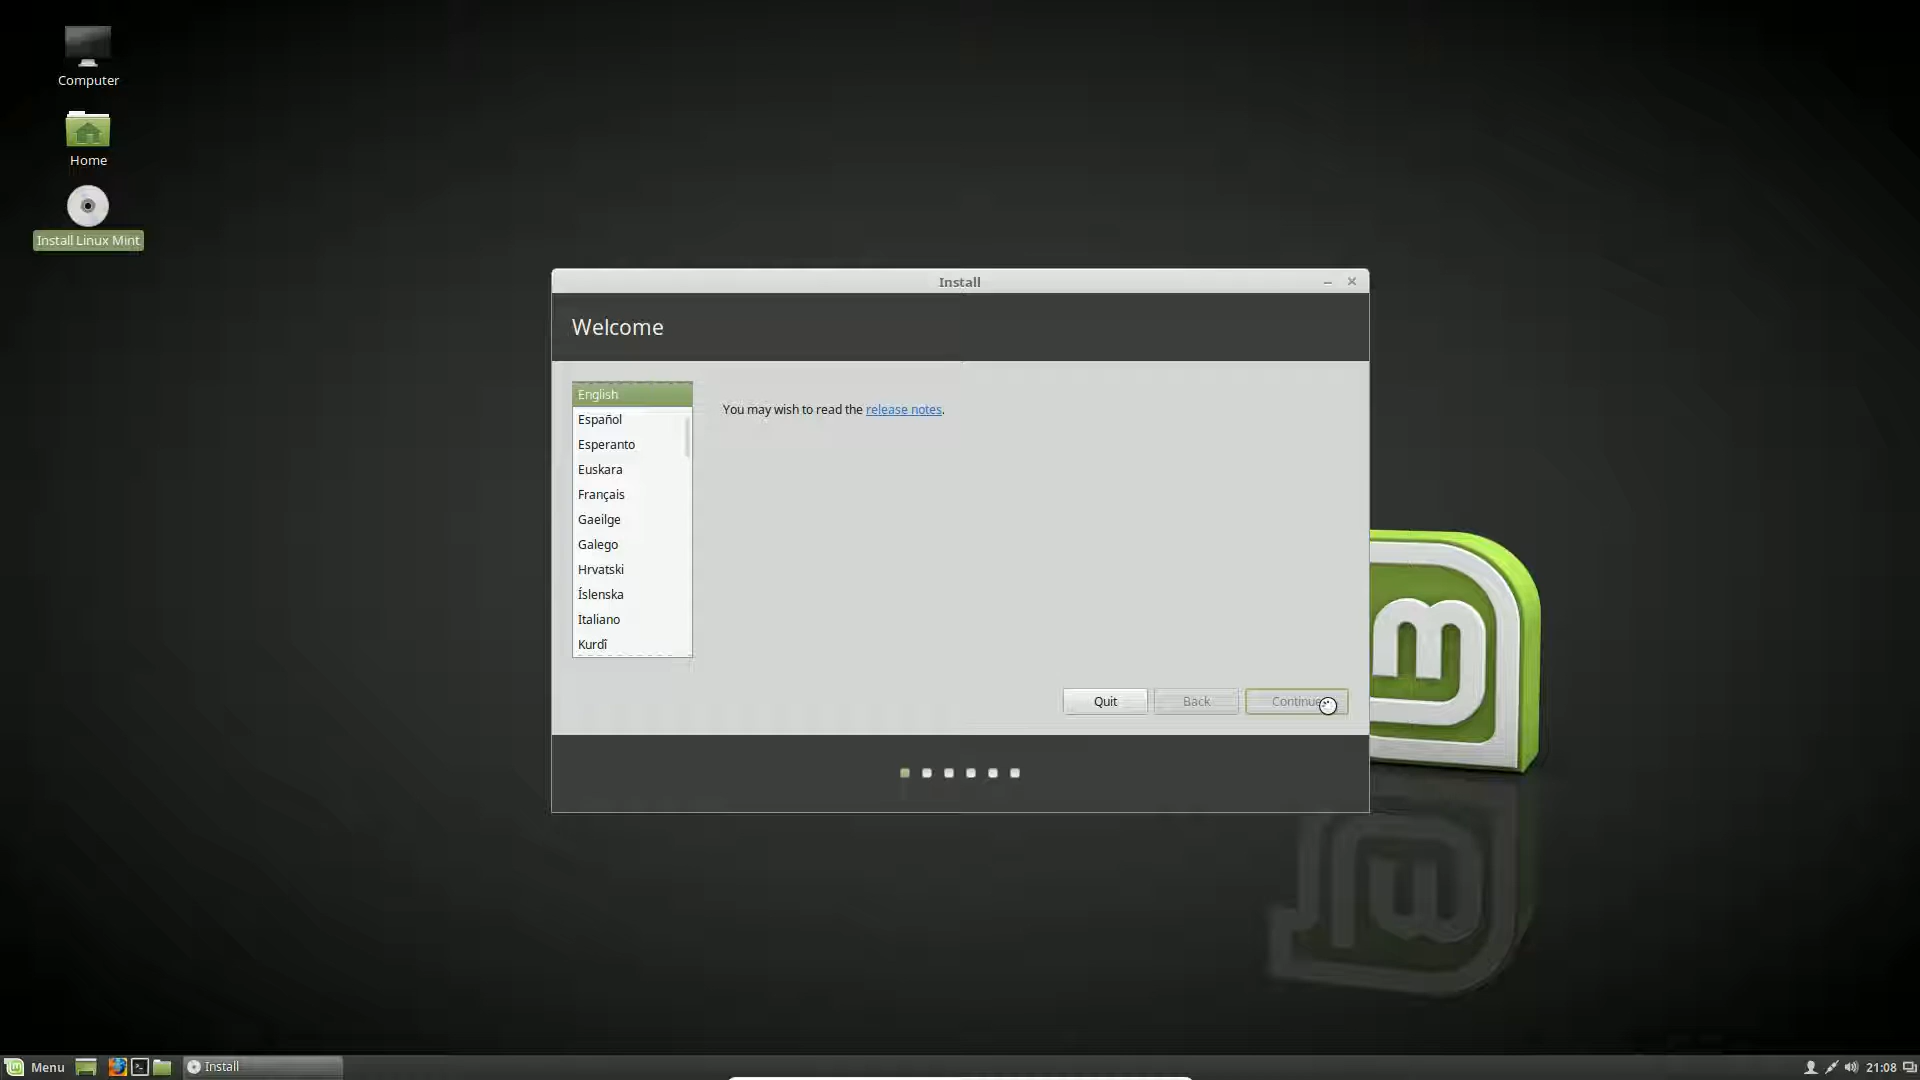 Computer
Home
Install Linux Mint
Install
Welcome
English
Español
Esperanto
Euskara
Français
Gaeilge
Galego
Hrvatski
Íslenska
Italiano
Kurdî
You may wish to read the release notes.
Quit
Back
Continue
Menu
Install
21:08